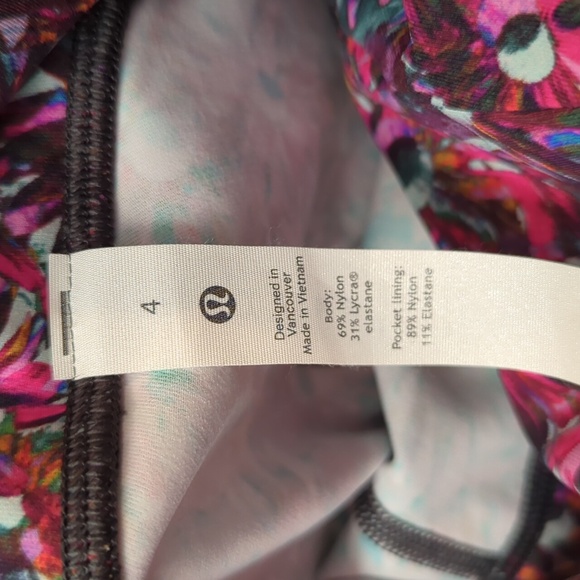 4
Designed in
Vancouver
Made in Vietnam
Body:
69% Nylon
31% Lycra®
elastane
Pocket lining:
89% Nylon
11% Elastane